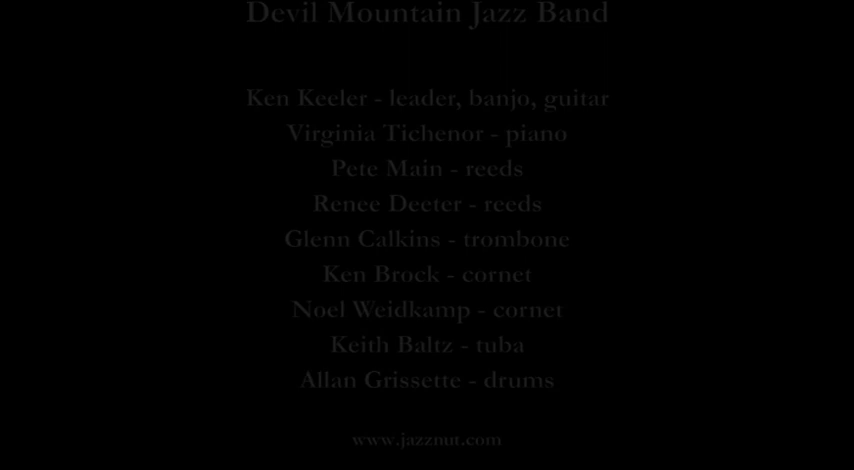 Devil Mountain Jazz Band
Ken Keeler - leader, banjo, guitar
Virginia Tichenor - piano
Pete Main - reeds
Renee Deeter - reeds
Glenn Calkins - trombone
Ken Brock - cornet
Noel Weidkamp - cornet
Keith Baltz - tuba
Allan Grissette - drums
www.jazznut.com